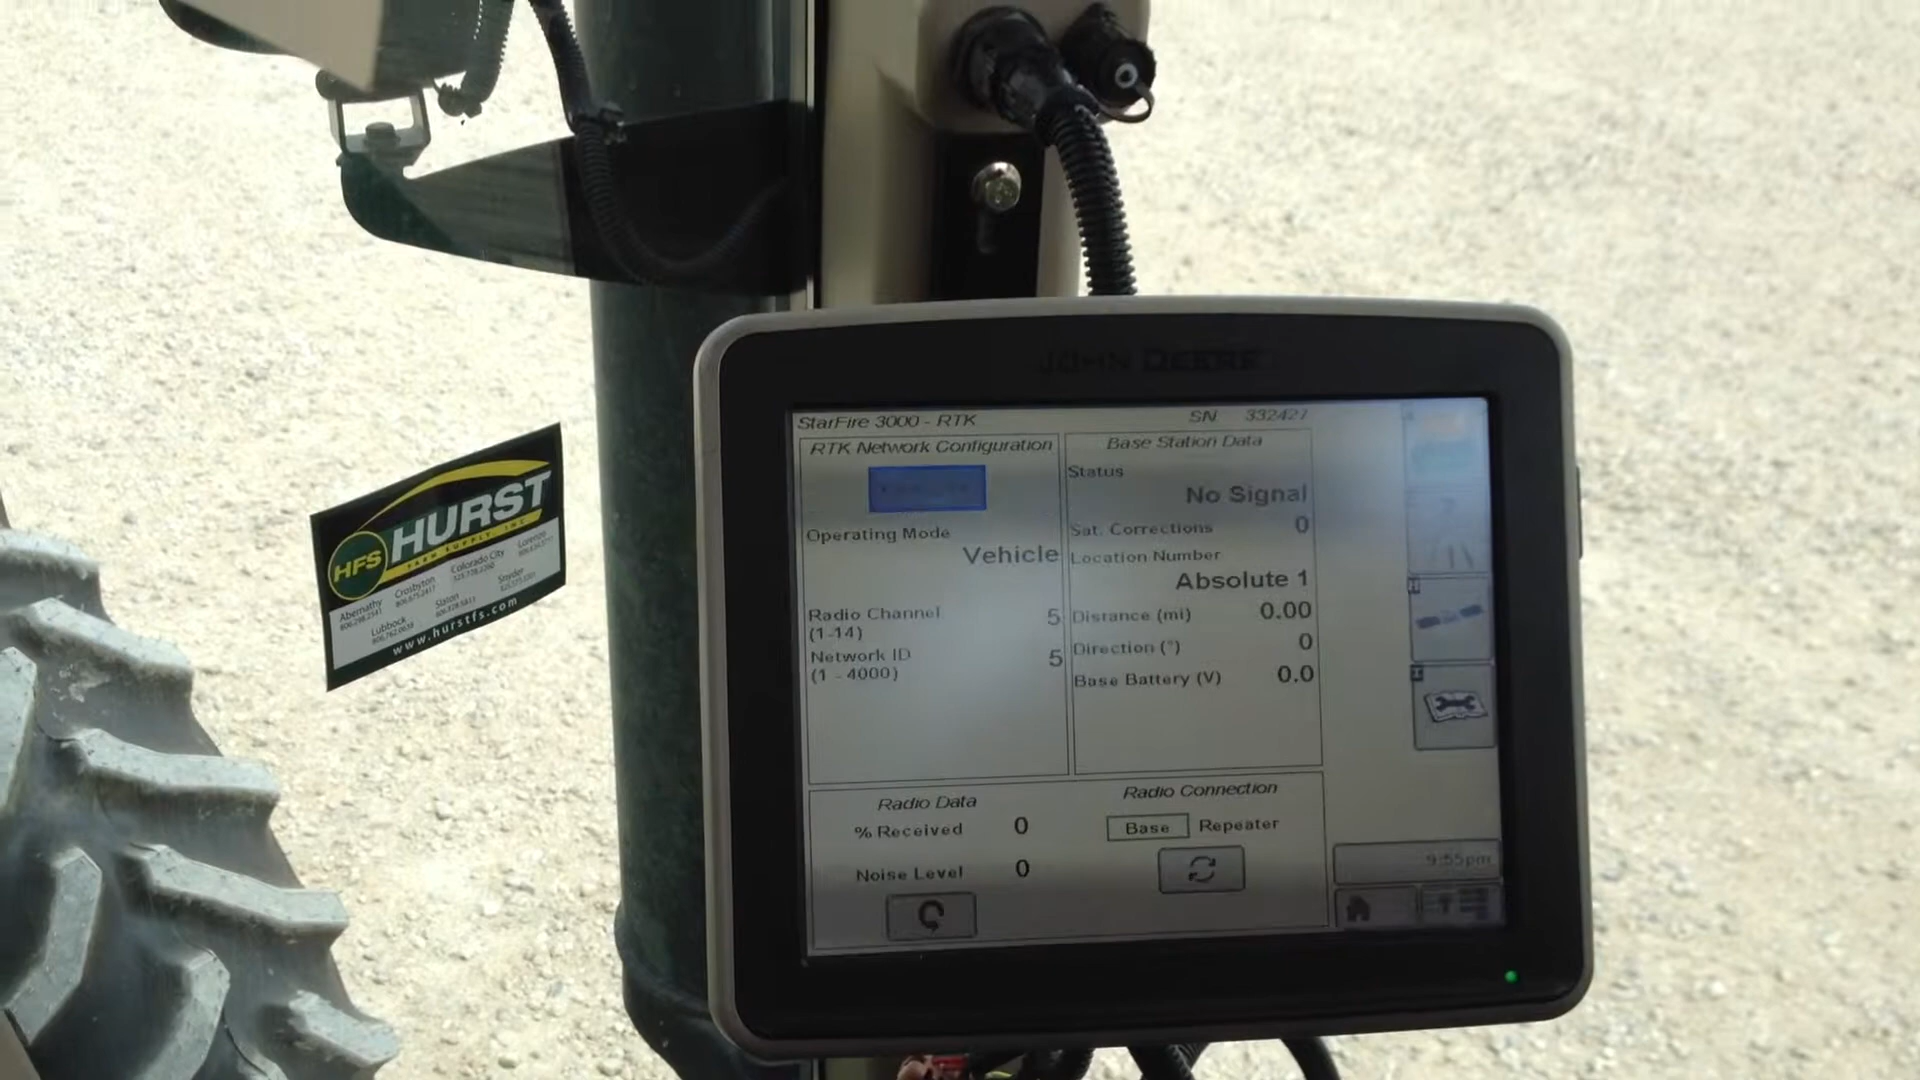 JOHN DEERE
StarFire 3000 - RTK
SN 332427
RTK Network Configuration
Operating Mode
Vehicle
Radio Channel
(1-14)
5
Network ID
(1 - 4000)
5
Base Station Data
Status
No Signal
Sat. Corrections 0
Location Number
Absolute 1
Distance (mi) 0.00
Direction (°) 0
Base Battery (V) 0.0
Radio Data
% Received 0
Noise Level 0
Radio Connection
Base Repeater
9:55pm
HFS HURST
FARM SUPPLY INC.
Abernathy
Crosbyton
Colorado City
Lorenzo
Lubbock
Slaton
Snyder
www.hurstfs.com